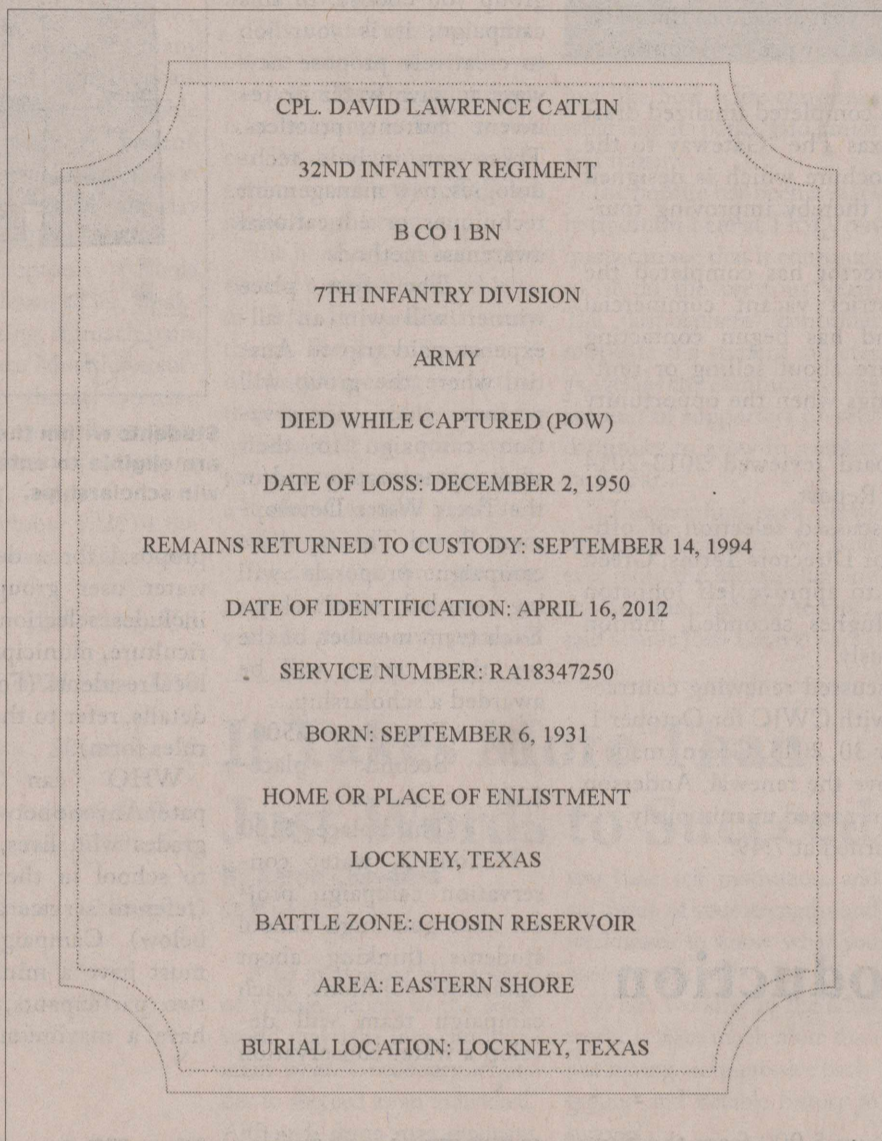 CPL. DAVID LAWRENCE CATLIN
32ND INFANTRY REGIMENT
B CO 1 BN
7TH INFANTRY DIVISION
ARMY
DIED WHILE CAPTURED (POW)
DATE OF LOSS: DECEMBER 2, 1950
REMAINS RETURNED TO CUSTODY: SEPTEMBER 14, 1994
DATE OF IDENTIFICATION: APRIL 16, 2012
SERVICE NUMBER: RA18347250
BORN: SEPTEMBER 6, 1931
HOME OR PLACE OF ENLISTMENT
LOCKNEY, TEXAS
BATTLE ZONE: CHOSIN RESERVOIR
AREA: EASTERN SHORE
BURIAL LOCATION: LOCKNEY, TEXAS